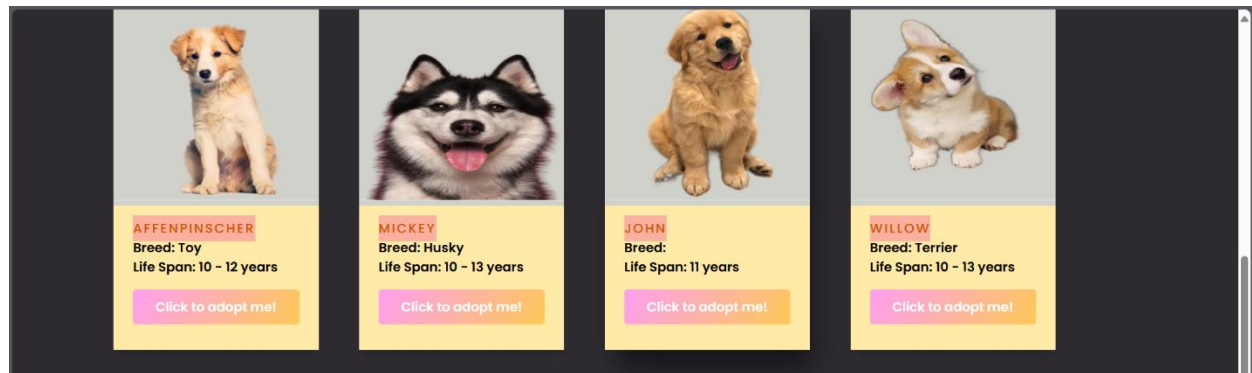 AFFENPINSCHER
Breed: Toy
Life Span: 10 - 12 years
Click to adopt me!
MICKEY
Breed: Husky
Life Span: 10 - 13 years
Click to adopt me!
JOHN
Breed:
Life Span: 11 years
Click to adopt me!
WILLOW
Breed: Terrier
Life Span: 10 - 13 years
Click to adopt me!